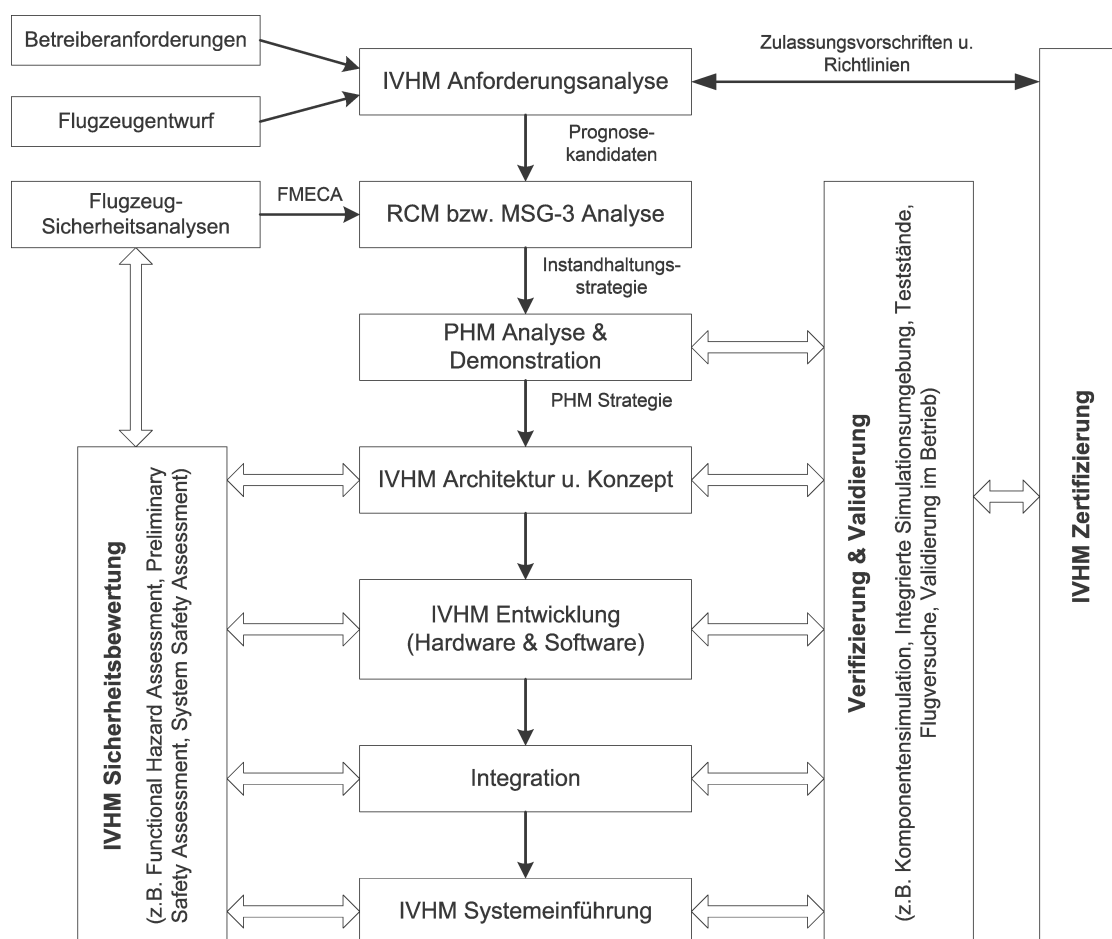 Betreiberanforderungen
Flugzeugentwurf
IVHM Anforderungsanalyse
Zulassungsvorschriften u.
Richtlinien
Prognose-
kandidaten
Flugzeug-
Sicherheitsanalysen
FMECA
RCM bzw. MSG-3 Analyse
Instandhaltungs-
strategie
PHM Analyse &
Demonstration
PHM Strategie
IVHM Architektur u. Konzept
IVHM Entwicklung
(Hardware & Software)
Integration
IVHM Systemeinführung
IVHM Sicherheitsbewertung
(z.B. Functional Hazard Assessment, Preliminary
Safety Assessment, System Safety Assessment)
Verifizierung & Validierung
(z.B. Komponentensimulation, Integrierte Simulationsumgebung, Teststände,
Flugversuche, Validierung im Betrieb)
IVHM Zertifizierung